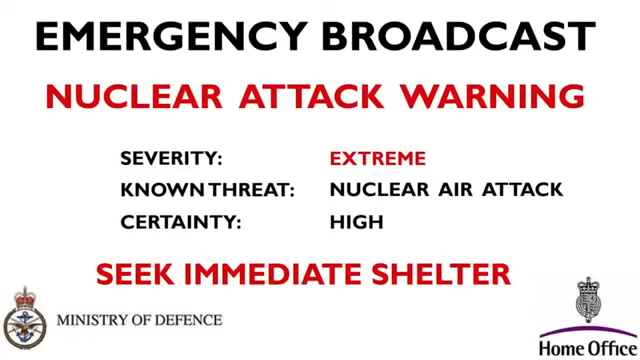 EMERGENCY BROADCAST
NUCLEAR ATTACK WARNING
SEVERITY: EXTREME
KNOWN THREAT: NUCLEAR AIR ATTACK
CERTAINTY: HIGH
SEEK IMMEDIATE SHELTER
MINISTRY OF DEFENCE
Home Office